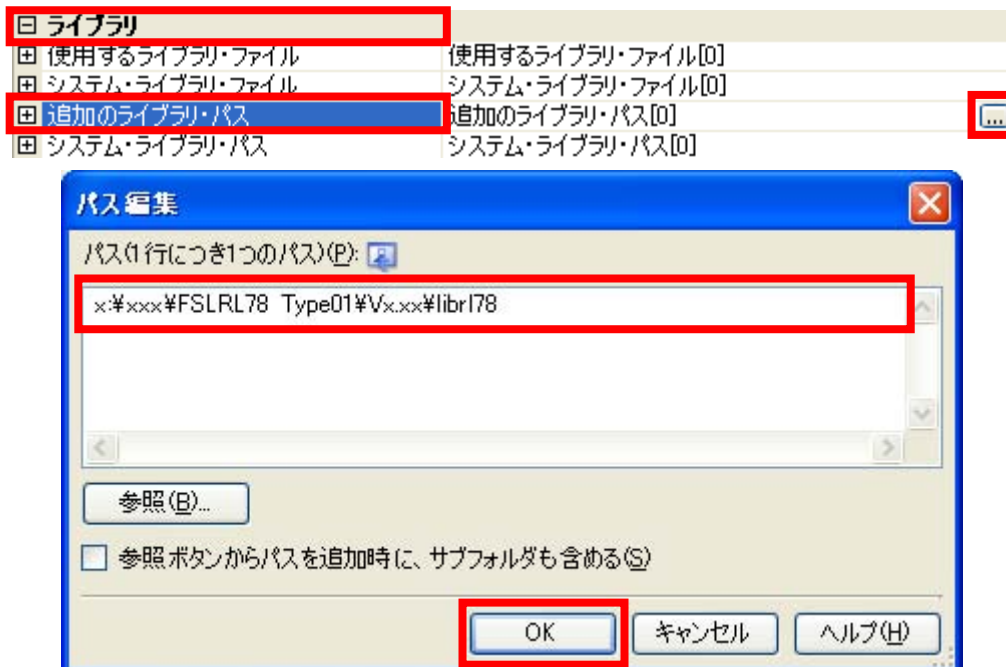 ライブラリ
使用するライブラリ・ファイル 使用するライブラリ・ファイル[0]
システム・ライブラリ・ファイル システム・ライブラリ・ファイル[0]
追加のライブラリ・パス 追加のライブラリ・パス[0] ...
システム・ライブラリ・パス システム・ライブラリ・パス[0]
パス編集
パス(1行につき1つのパス)(P):
x:¥xxx¥FSLRL78 Type01¥Vx.xx¥librl78
参照(B)...
参照ボタンからパスを追加時に、サブフォルダも含める(S)
OK キャンセル ヘルプ(H)